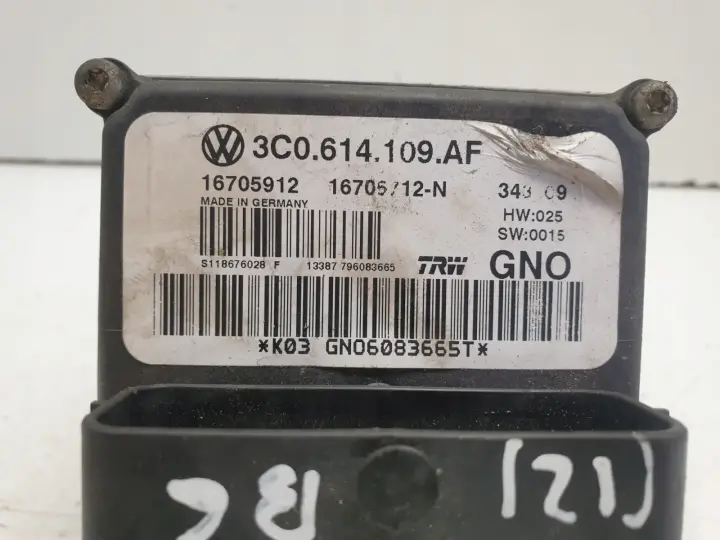 3C0.614.109.AF
16705912 -N
MADE IN GERMANY
HW:025
SW:0015
S118676028 F 13387 796083665
TRW GNO
*K03 GNO6083665T*
(12)